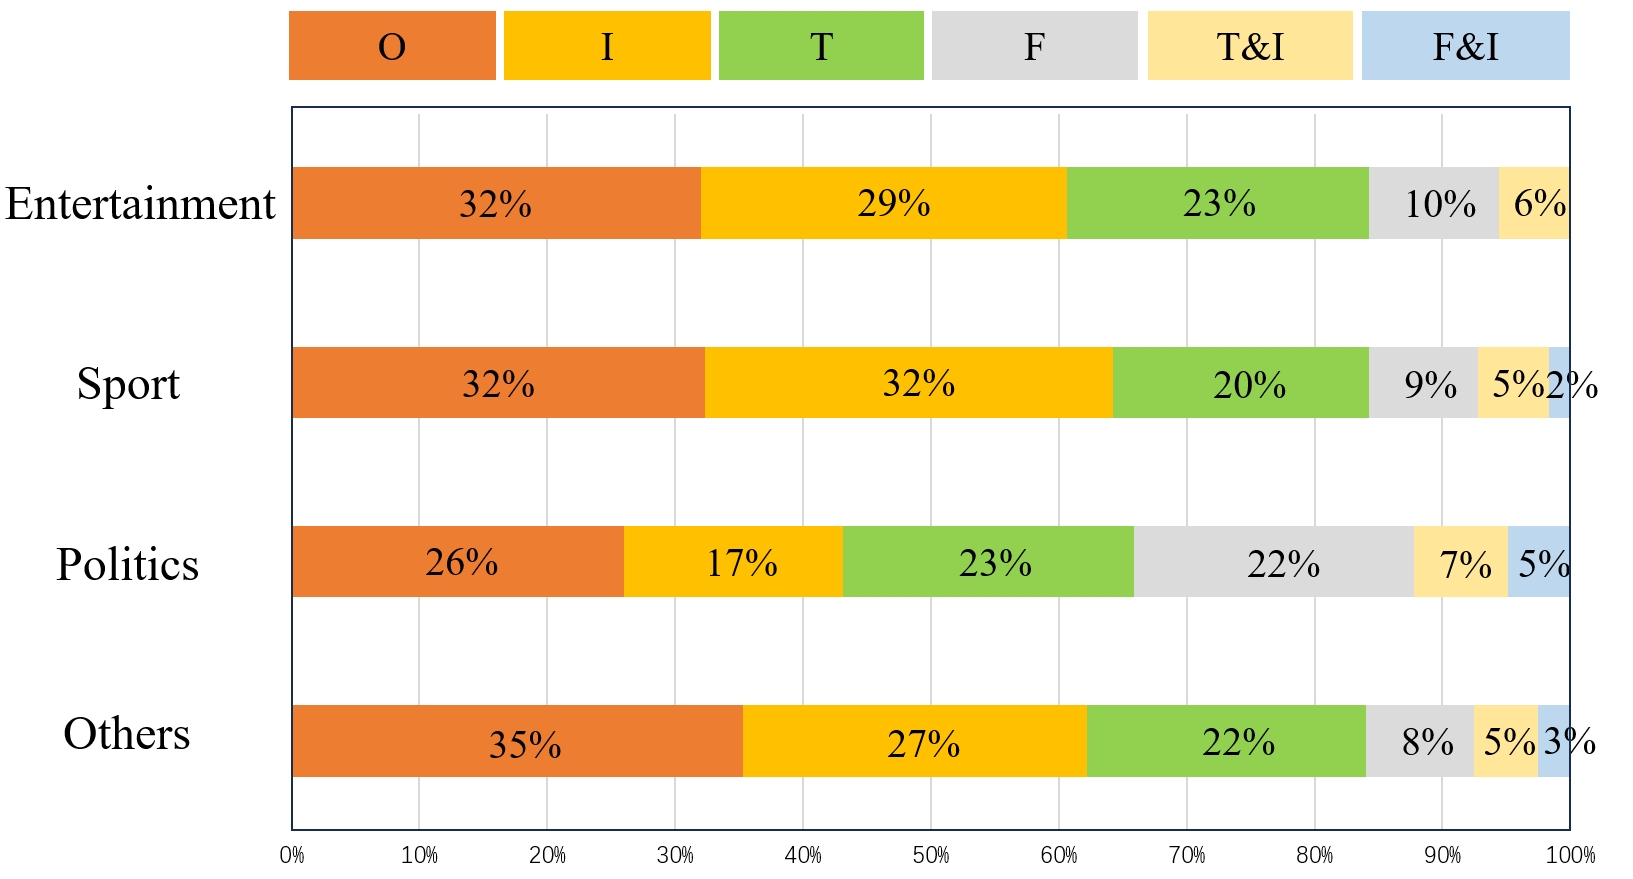 O I T F T&I F&I
Entertainment 32% 29% 23% 10% 6%
Sport 32% 32% 20% 9% 5% 2%
Politics 26% 17% 23% 22% 7% 5%
Others 35% 27% 22% 8% 5% 3%
0% 10% 20% 30% 40% 50% 60% 70% 80% 90% 100%